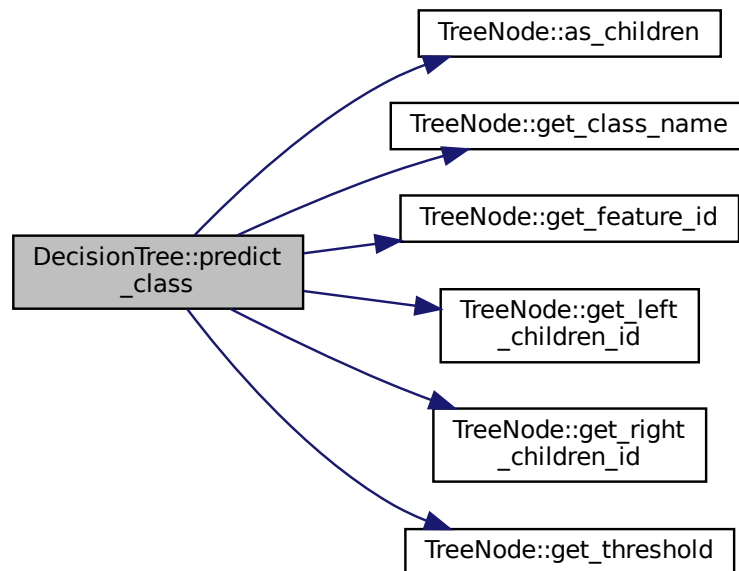 TreeNode::as_children
TreeNode::get_class_name
TreeNode::get_feature_id
DecisionTree::predict
_class
TreeNode::get_left
_children_id
TreeNode::get_right
_children_id
TreeNode::get_threshold